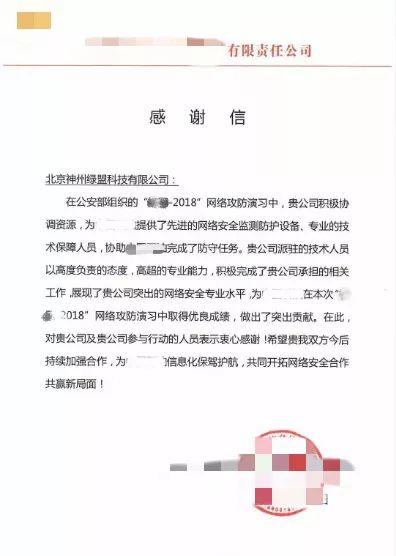 有限责任公司
感 谢 信
北京神州绿盟科技有限公司：
在公安部组织的“ -2018”网络攻防演习中，贵公司积极协
调资源，为 提供了先进的网络安全监测防护设备、专业的技
术保障人员，协助 完成了防守任务。贵公司派驻的技术人员
以高度负责的态度，高超的专业能力，积极完成了贵公司承担的相关
工作，展现了贵公司突出的网络安全专业水平，为 在本次“
2018”网络攻防演习中取得优良成绩，做出了突出贡献。在此，
对贵公司及贵公司参与行动的人员表示衷心感谢！希望贵我双方今后
持续加强合作，为 信息化保驾护航，共同开拓网络安全合作
共赢新局面！